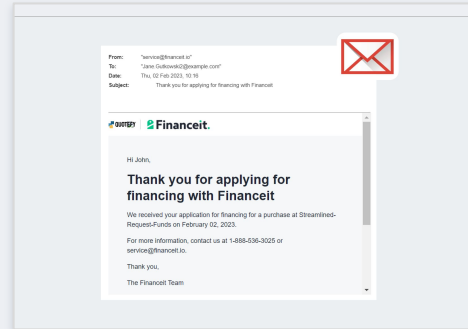 From: "service@financeit.io"
To: "Jane.Gutkowski2@example.com"
Date: Thu, 02 Feb 2023, 10:16
Subject: Thank you for applying for financing with Financeit
QUOTEFY Financeit.
Hi John,
Thank you for applying for
financing with Financeit
We received your application for financing for a purchase at Streamlined-
Request-Funds on February 02, 2023.
For more information, contact us at 1-888-536-3025 or
service@financeit.io.
Thank you,
The Financeit Team